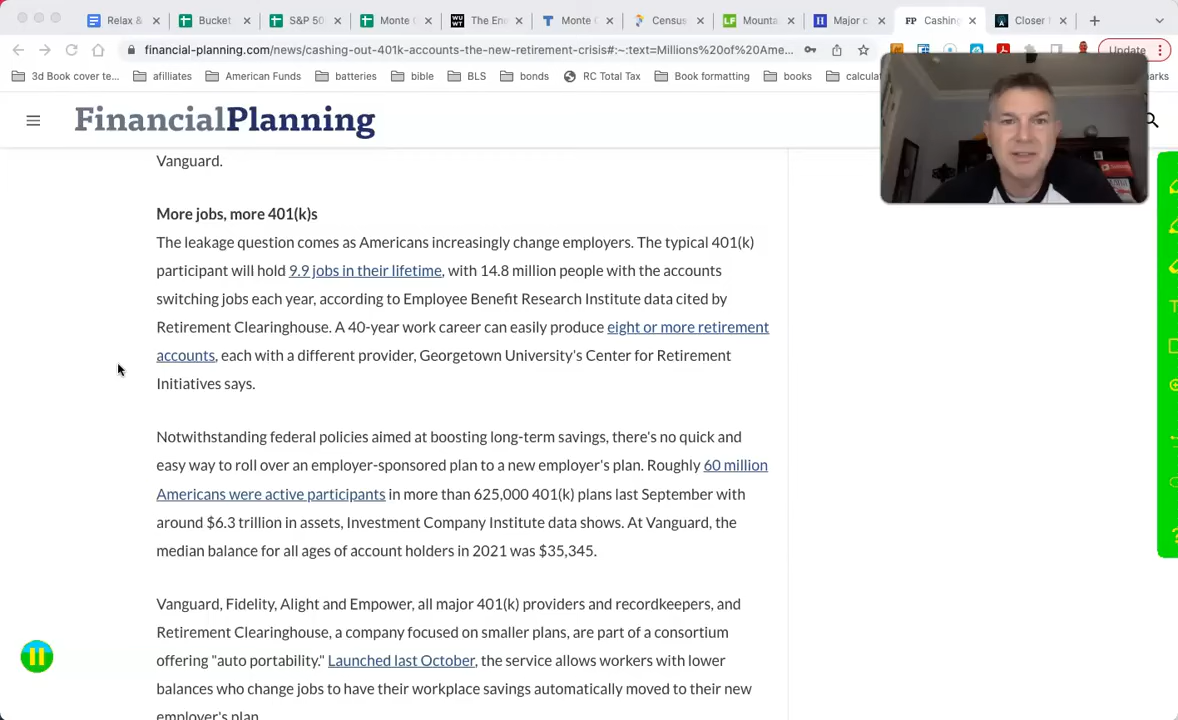 Relax &
Bucket
S&P 50
Monte
The En
Monte
Census
Mounta
Major c
Cashing
Closer
financial-planning.com/news/cashing-out-401k-accounts-the-new-retirement-crisis#:~:text=Millions%20of%20Ame...
Update
3d Book cover te...
afiliiates
American Funds
batteries
bible
BLS
bonds
RC Total Tax
Book formatting
books
calculat
arks
FinancialPlanning
Vanguard.
More jobs, more 401(k)s
The leakage question comes as Americans increasingly change employers. The typical 401(k)
participant will hold 9.9 jobs in their lifetime, with 14.8 million people with the accounts
switching jobs each year, according to Employee Benefit Research Institute data cited by
Retirement Clearinghouse. A 40-year work career can easily produce eight or more retirement
accounts, each with a different provider, Georgetown University's Center for Retirement
Initiatives says.
Notwithstanding federal policies aimed at boosting long-term savings, there's no quick and
easy way to roll over an employer-sponsored plan to a new employer's plan. Roughly 60 million
Americans were active participants in more than 625,000 401(k) plans last September with
around $6.3 trillion in assets, Investment Company Institute data shows. At Vanguard, the
median balance for all ages of account holders in 2021 was $35,345.
Vanguard, Fidelity, Alight and Empower, all major 401(k) providers and recordkeepers, and
Retirement Clearinghouse, a company focused on smaller plans, are part of a consortium
offering "auto portability." Launched last October, the service allows workers with lower
balances who change jobs to have their workplace savings automatically moved to their new
employer's plan.